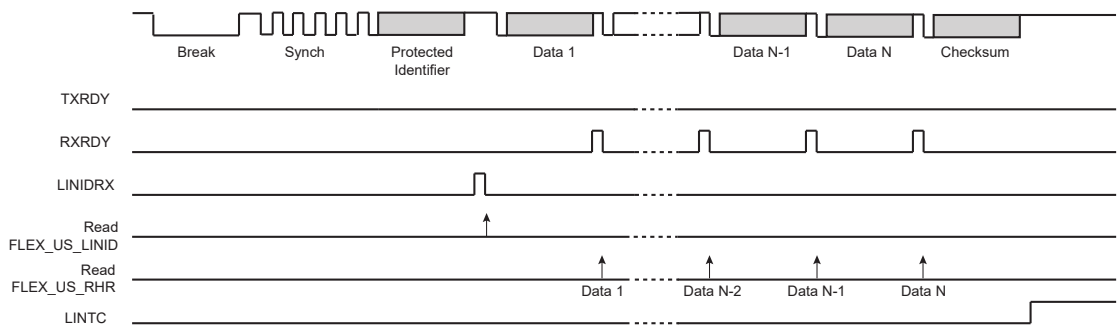 Break Synch Protected Data 1 Data N-1 Data N Checksum
Identifier
TXRDY
RXRDY
LINIDRX
Read
FLEX_US_LINID
Read
FLEX_US_RHR
Data 1 Data N-2 Data N-1 Data N
LINTC